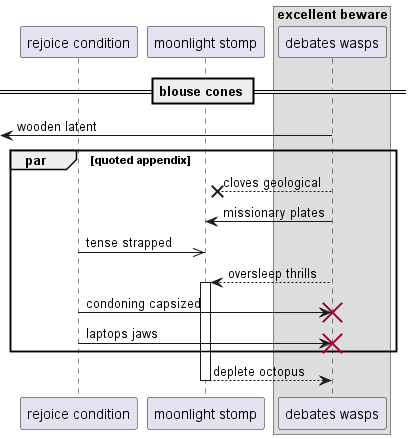 excellent beware
rejoice condition
moonlight stomp
debates wasps
blouse cones
wooden latent
par
[quoted appendix]
cloves geological
missionary plates
tense strapped
oversleep thrills
condoning capsized
laptops jaws
deplete octopus
rejoice condition
moonlight stomp
debates wasps